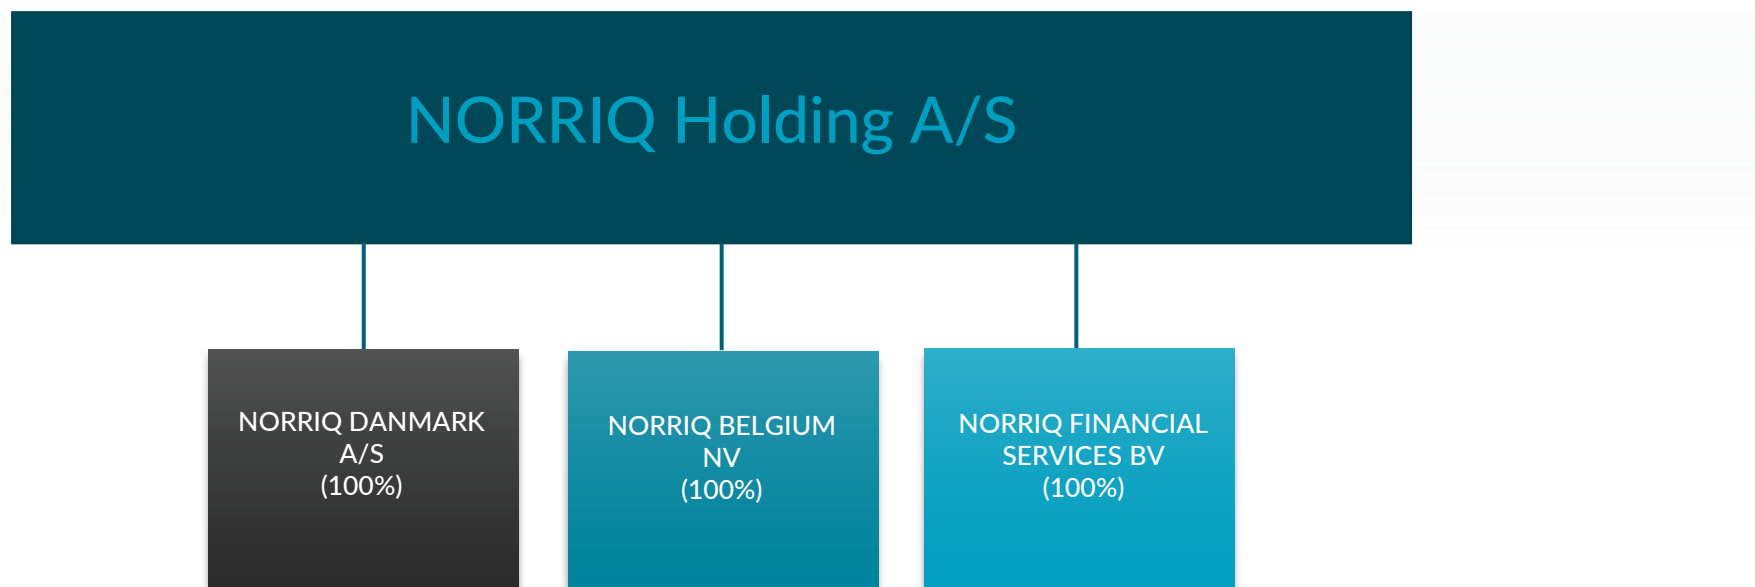 NORRIQ Holding A/S
NORRIQ DANMARK
A/S
(100%)
NORRIQ BELGIUM
NV
(100%)
NORRIQ FINANCIAL
SERVICES BV
(100%)